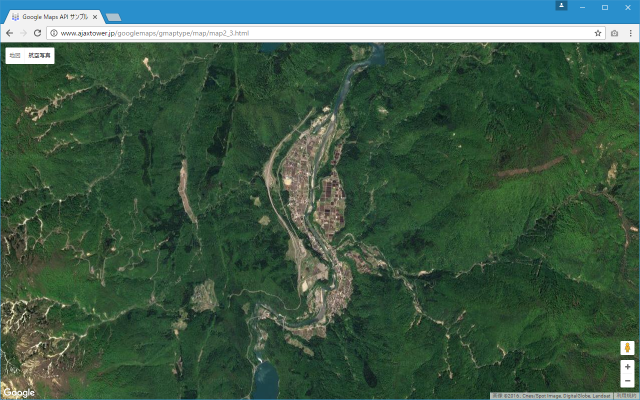 Google Maps API サンプル
www.ajaxtower.jp/googlemaps/gmaptype/map/map2_3.html
地図 航空写真
Google
画像 ©2016 , Cnes/Spot Image, DigitalGlobe, Landsat 利用規約